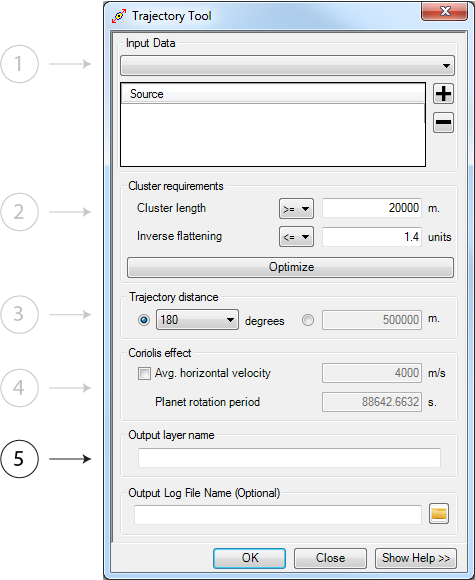 Trajectory Tool
1
Input Data
Source
2
Cluster requirements
Cluster length >= 20000 m.
Inverse flattening <= 1.4 units
Optimize
3
Trajectory distance
180 degrees 500000 m.
4
Coriolis effect
Avg. horizontal velocity 4000 m/s
Planet rotation period 88642,6632 s.
5
Output layer name
Output Log File Name (Optional)
OK Close Show Help >>